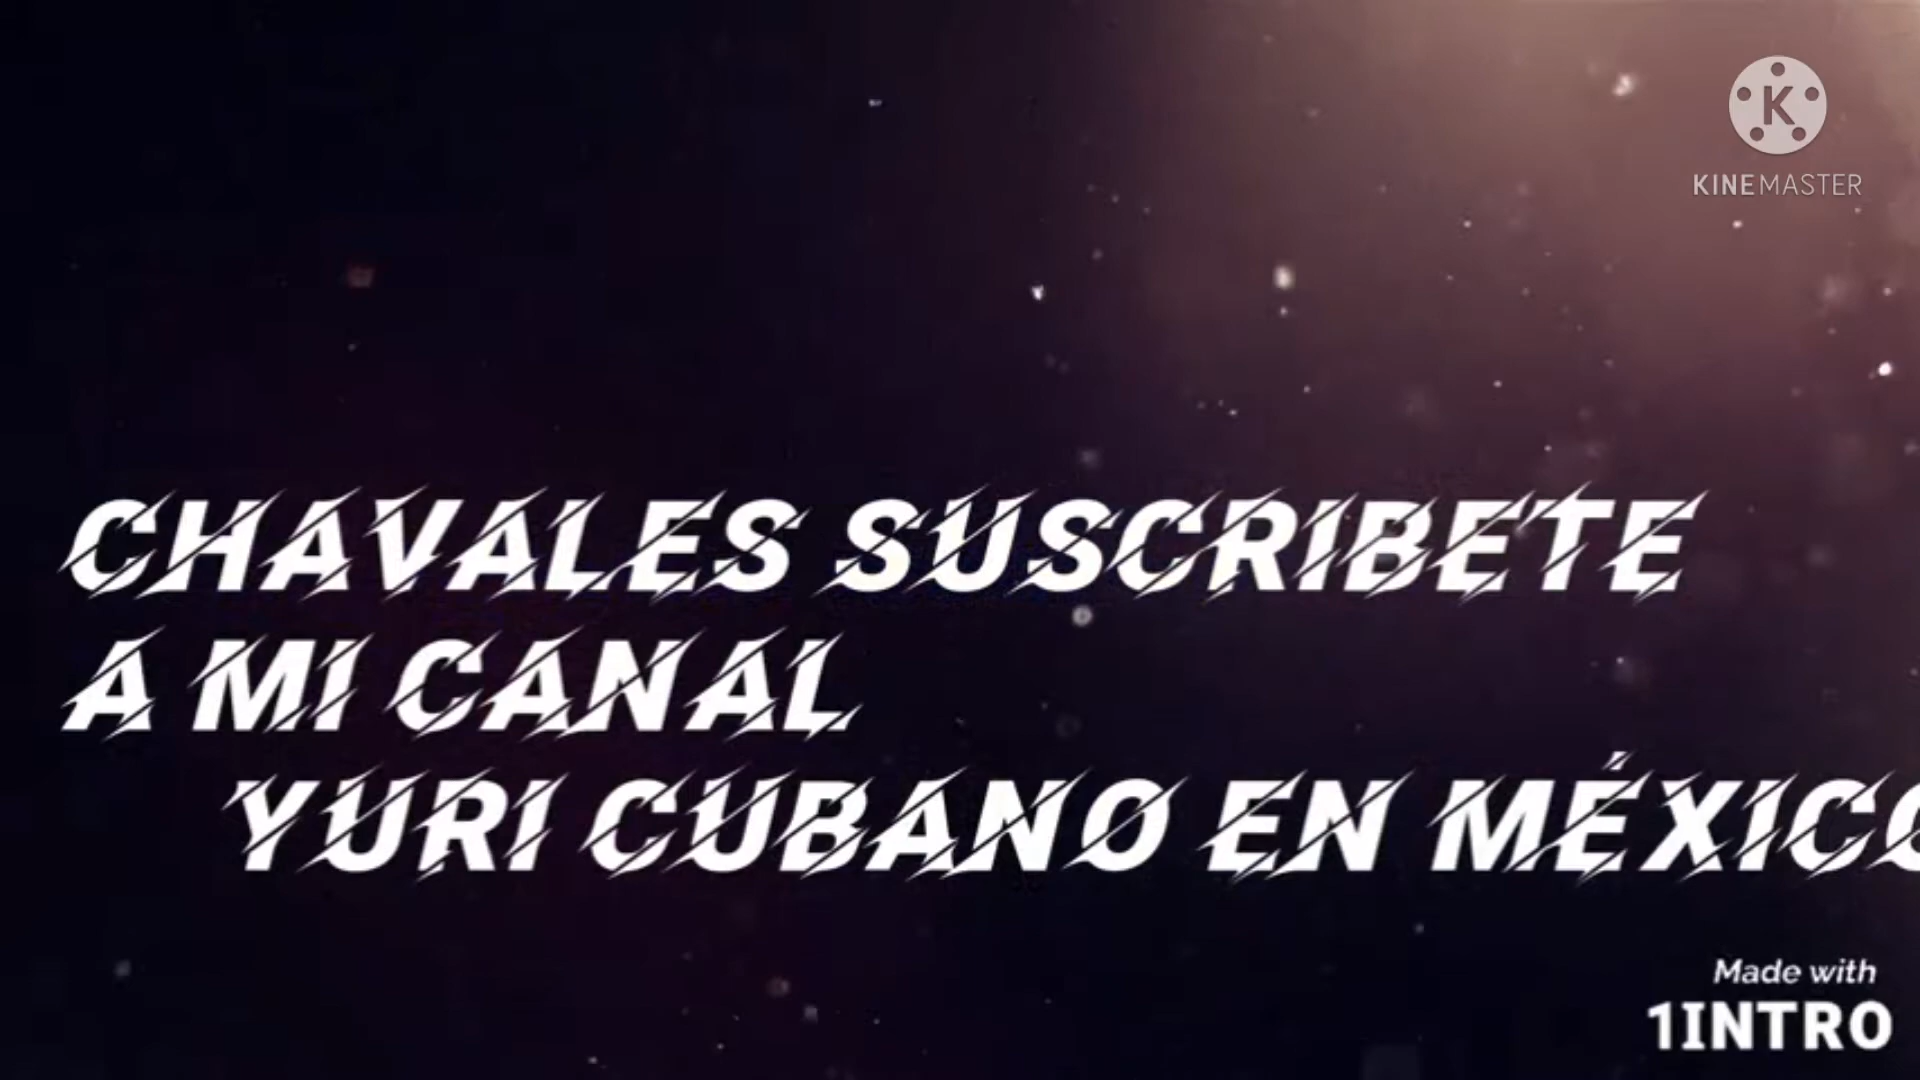 KINEMASTER
CHAVALES SUSCRIBETE
A MI CANAL
YURI CUBANO EN MÉXICO
Made with
1INTRO